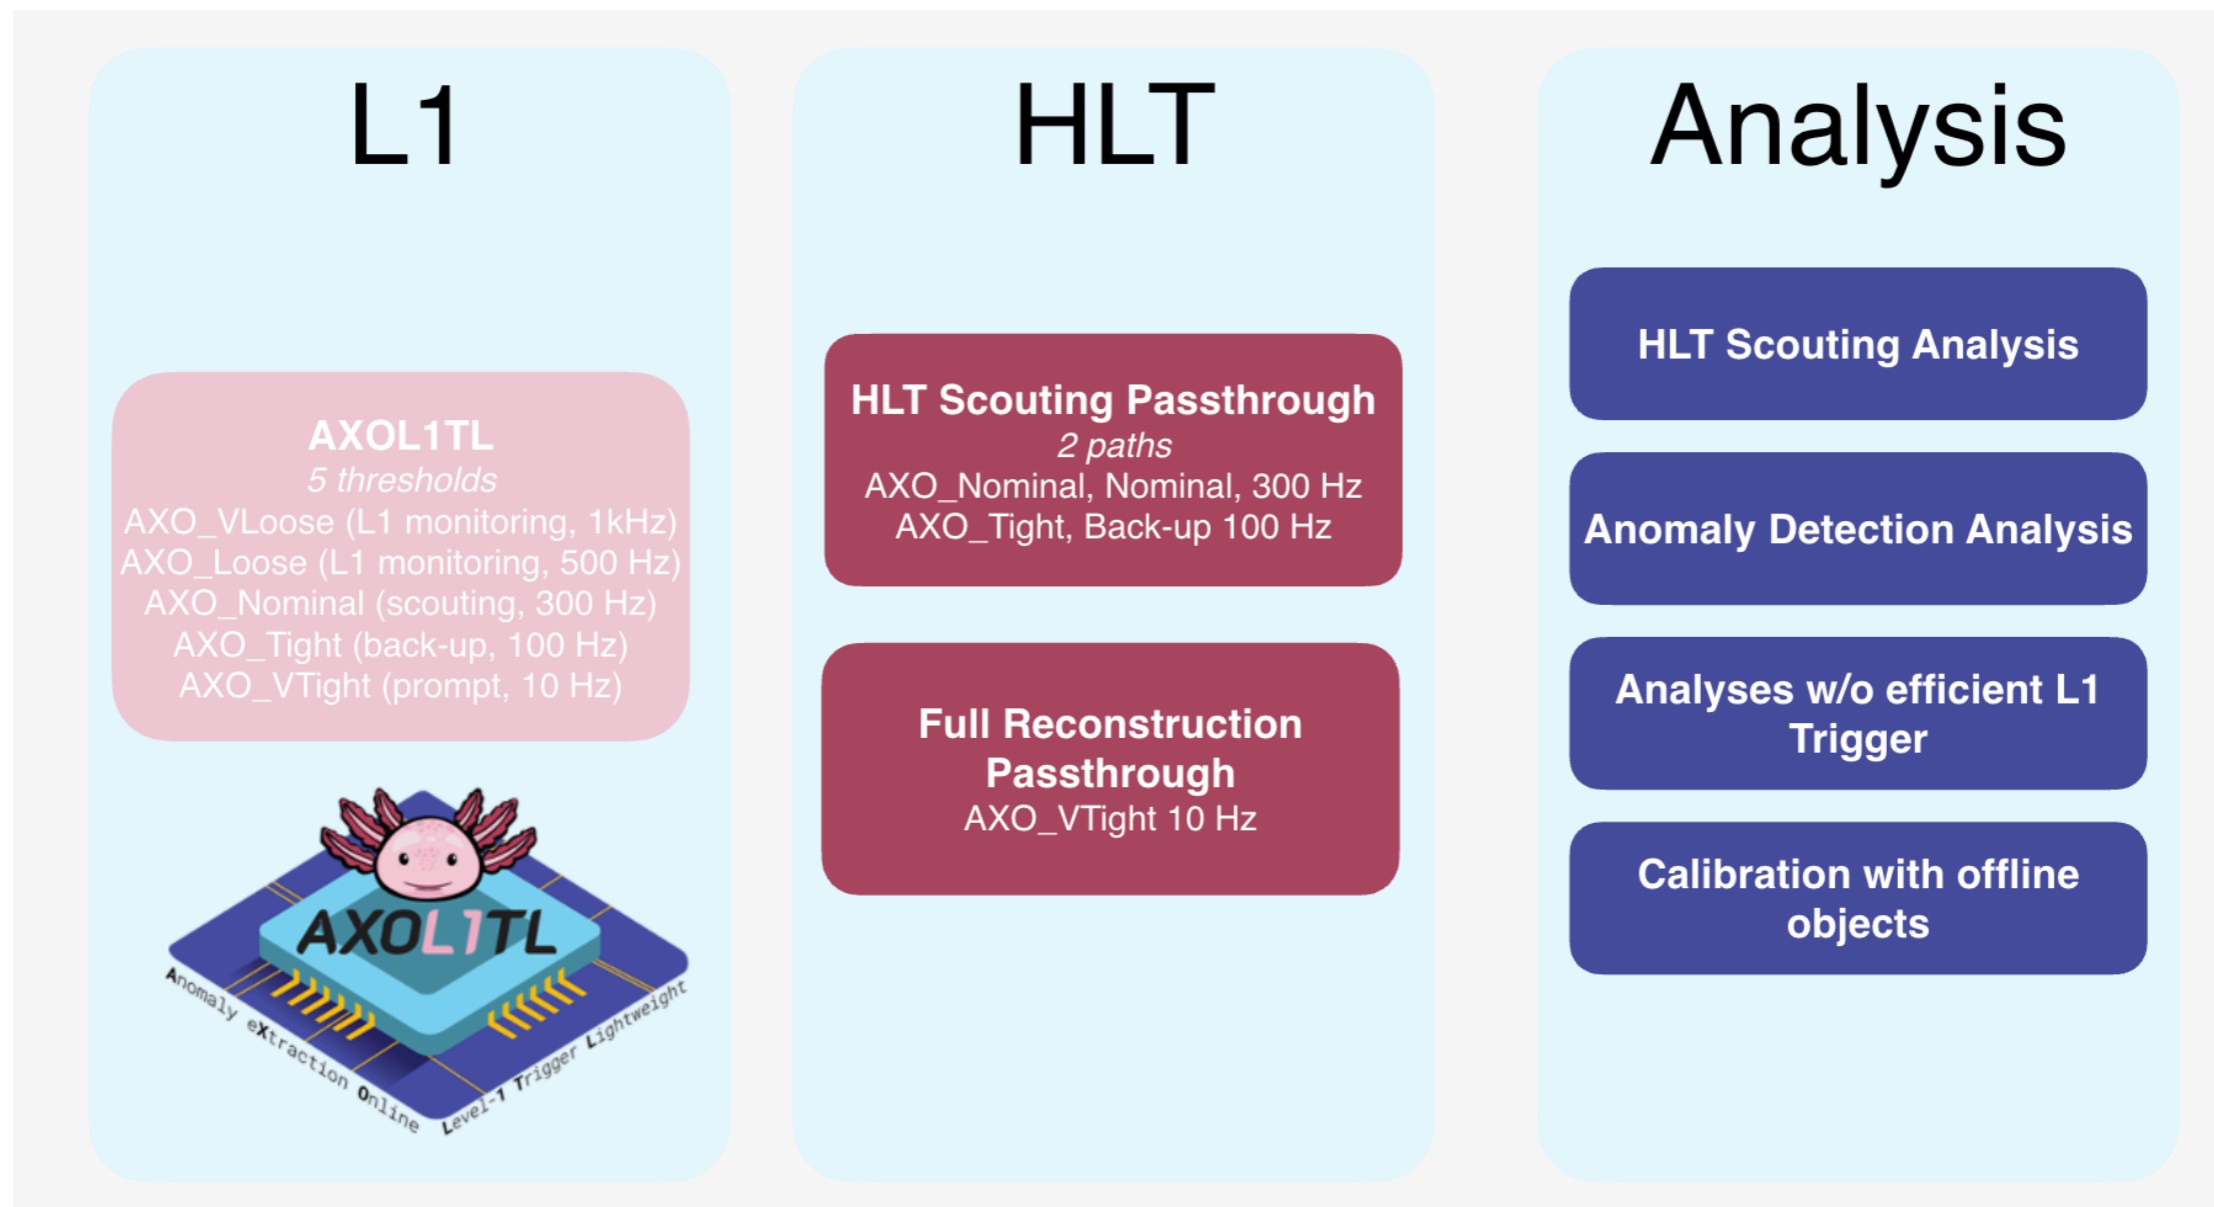 L1
AXOL1TL
5 thresholds
AXO_VLoose (L1 monitoring, 1kHz)
AXO_Loose (L1 monitoring, 500 Hz)
AXO_Nominal (scouting, 300 Hz)
AXO_Tight (back-up, 100 Hz)
AXO_VTight (prompt, 10 Hz)
AXOL1TL
Anomaly eXtraction Online
Level-1 Trigger Lightweight
HLT
HLT Scouting Passthrough
2 paths
AXO_Nominal, Nominal, 300 Hz
AXO_Tight, Back-up 100 Hz
Full Reconstruction
Passthrough
AXO_VTight 10 Hz
Analysis
HLT Scouting Analysis
Anomaly Detection Analysis
Analyses w/o efficient L1
Trigger
Calibration with offline
objects